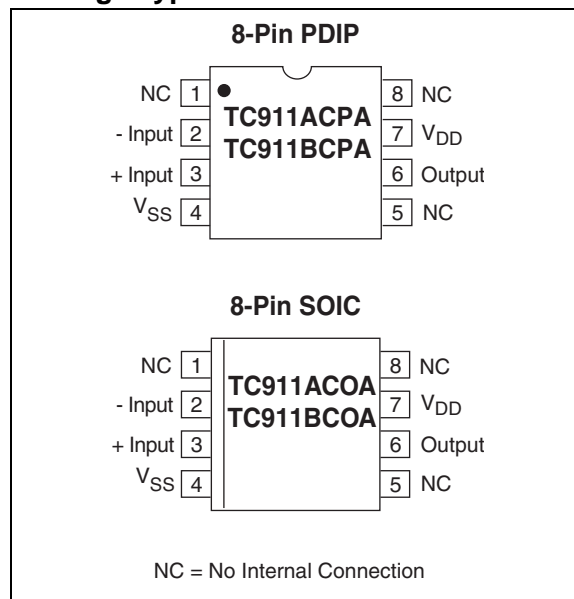 8-Pin PDIP
NC 1
- Input 2
+ Input 3
VSS 4
TC911ACPA
TC911BCPA
8 NC
7 VDD
6 Output
5 NC
8-Pin SOIC
NC 1
- Input 2
+ Input 3
VSS 4
TC911ACOA
TC911BCOA
8 NC
7 VDD
6 Output
5 NC
NC = No Internal Connection